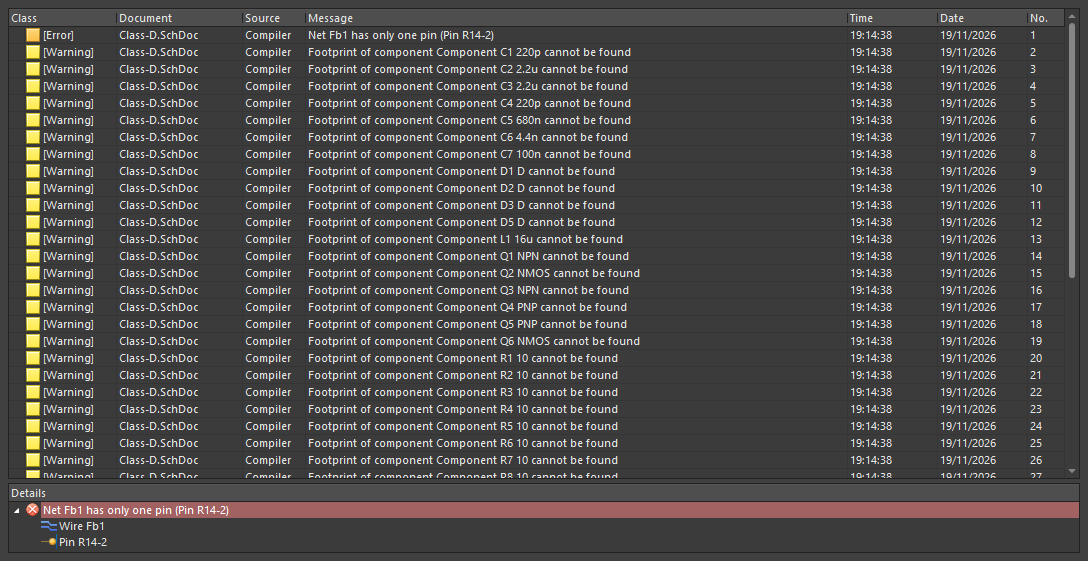 Class Document Source Message Time Date No.
[Error] Class-D.SchDoc Compiler Net Fb1 has only one pin (Pin R14-2) 19:14:38 19/11/2026 1
[Warning] Class-D.SchDoc Compiler Footprint of component Component C1 220p cannot be found 19:14:38 19/11/2026 2
[Warning] Class-D.SchDoc Compiler Footprint of component Component C2 2.2u cannot be found 19:14:38 19/11/2026 3
[Warning] Class-D.SchDoc Compiler Footprint of component Component C3 2.2u cannot be found 19:14:38 19/11/2026 4
[Warning] Class-D.SchDoc Compiler Footprint of component Component C4 220p cannot be found 19:14:38 19/11/2026 5
[Warning] Class-D.SchDoc Compiler Footprint of component Component C5 680n cannot be found 19:14:38 19/11/2026 6
[Warning] Class-D.SchDoc Compiler Footprint of component Component C6 4.4n cannot be found 19:14:38 19/11/2026 7
[Warning] Class-D.SchDoc Compiler Footprint of component Component C7 100n cannot be found 19:14:38 19/11/2026 8
[Warning] Class-D.SchDoc Compiler Footprint of component Component D1 D cannot be found 19:14:38 19/11/2026 9
[Warning] Class-D.SchDoc Compiler Footprint of component Component D2 D cannot be found 19:14:38 19/11/2026 10
[Warning] Class-D.SchDoc Compiler Footprint of component Component D3 D cannot be found 19:14:38 19/11/2026 11
[Warning] Class-D.SchDoc Compiler Footprint of component Component D5 D cannot be found 19:14:38 19/11/2026 12
[Warning] Class-D.SchDoc Compiler Footprint of component Component L1 16u cannot be found 19:14:38 19/11/2026 13
[Warning] Class-D.SchDoc Compiler Footprint of component Component Q1 NPN cannot be found 19:14:38 19/11/2026 14
[Warning] Class-D.SchDoc Compiler Footprint of component Component Q2 NMOS cannot be found 19:14:38 19/11/2026 15
[Warning] Class-D.SchDoc Compiler Footprint of component Component Q3 NPN cannot be found 19:14:38 19/11/2026 16
[Warning] Class-D.SchDoc Compiler Footprint of component Component Q4 PNP cannot be found 19:14:38 19/11/2026 17
[Warning] Class-D.SchDoc Compiler Footprint of component Component Q5 PNP cannot be found 19:14:38 19/11/2026 18
[Warning] Class-D.SchDoc Compiler Footprint of component Component Q6 NMOS cannot be found 19:14:38 19/11/2026 19
[Warning] Class-D.SchDoc Compiler Footprint of component Component R1 10 cannot be found 19:14:38 19/11/2026 20
[Warning] Class-D.SchDoc Compiler Footprint of component Component R2 10 cannot be found 19:14:38 19/11/2026 21
[Warning] Class-D.SchDoc Compiler Footprint of component Component R3 10 cannot be found 19:14:38 19/11/2026 22
[Warning] Class-D.SchDoc Compiler Footprint of component Component R4 10 cannot be found 19:14:38 19/11/2026 23
[Warning] Class-D.SchDoc Compiler Footprint of component Component R5 10 cannot be found 19:14:38 19/11/2026 24
[Warning] Class-D.SchDoc Compiler Footprint of component Component R6 10 cannot be found 19:14:38 19/11/2026 25
[Warning] Class-D.SchDoc Compiler Footprint of component Component R7 10 cannot be found 19:14:38 19/11/2026 26
[Warning] Class-D.SchDoc Compiler Footprint of component Component R8 10 cannot be found 19:14:38 19/11/2026 27
Details
Net Fb1 has only one pin (Pin R14-2)
Wire Fb1
Pin R14-2